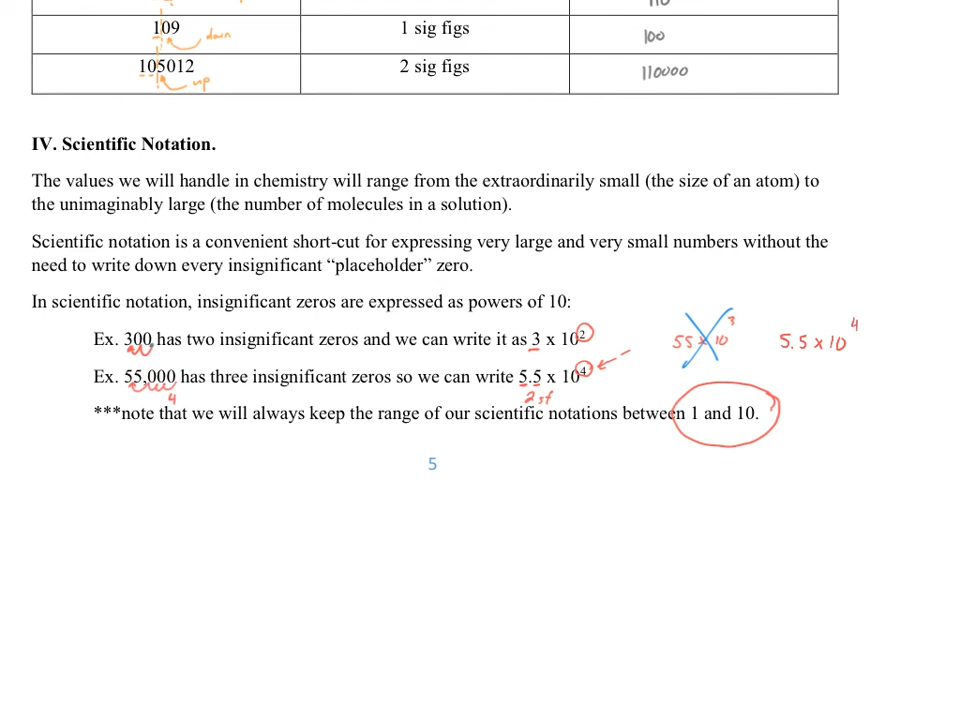 110
109 1 sig figs 100
down
105012 2 sig figs 110000
up
IV. Scientific Notation.
The values we will handle in chemistry will range from the extraordinarily small (the size of an atom) to
the unimaginably large (the number of molecules in a solution).
Scientific notation is a convenient short-cut for expressing very large and very small numbers without the
need to write down every insignificant “placeholder” zero.
In scientific notation, insignificant zeros are expressed as powers of 10:
Ex. 300 has two insignificant zeros and we can write it as 3 x 10² 55 x 10³ 5.5 x 10⁴
Ex. 55,000 has three insignificant zeros so we can write 5.5 x 10⁴
4 2 sf
***note that we will always keep the range of our scientific notations between 1 and 10.
5